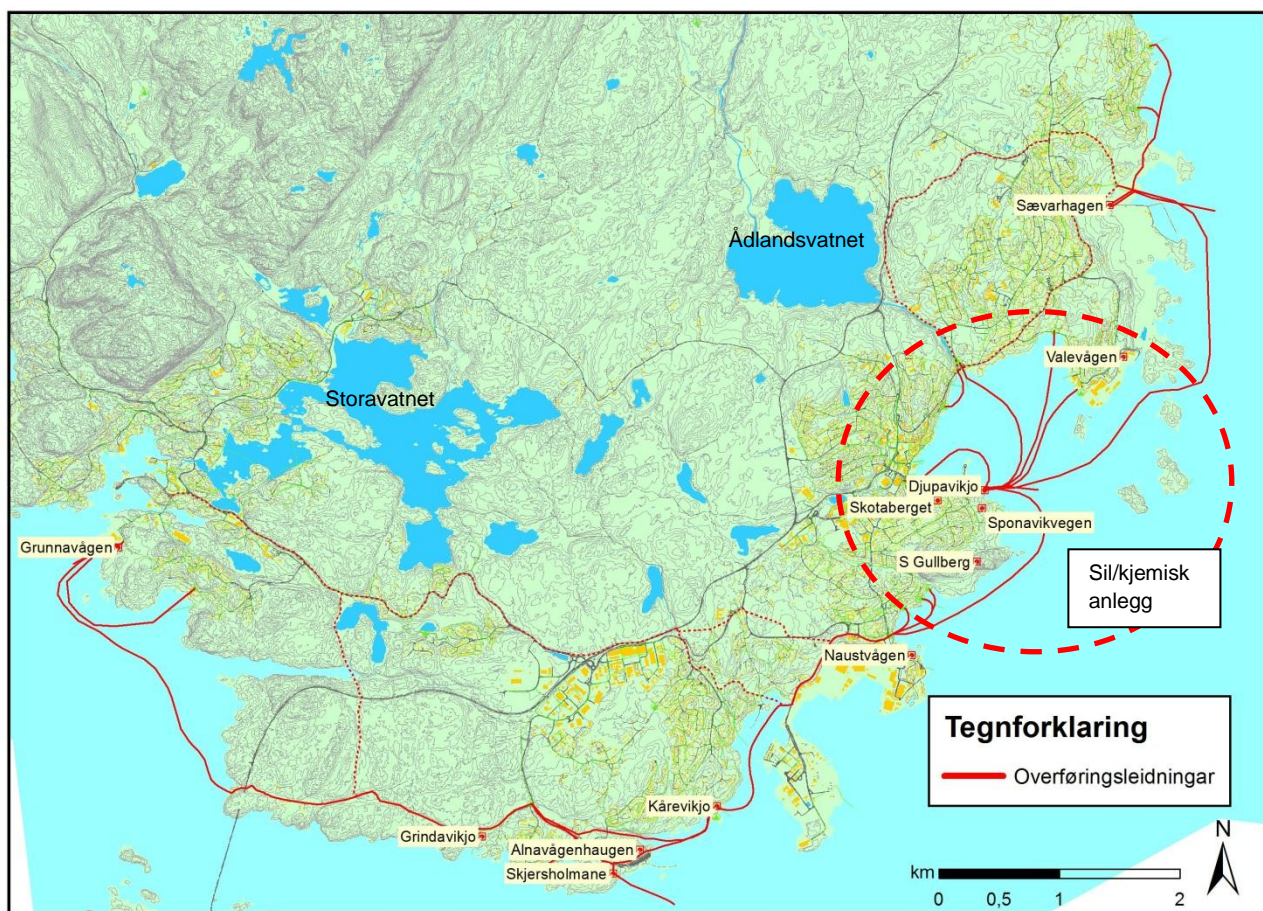 Sævarhagen
Ådlandsvatnet
Valevågen
Storavatnet
Djupavikjo
Skotaberget
Sponavikvegen
Grunnavågen
S Gullberg
Sil/kjemisk
anlegg
Naustvågen
Tegnforklaring
Overføringsleidningar
Kårevikjo
Grindavikjo
Alnavågenhaugen
Skjersholmane
N
km
0 0,5 1 2